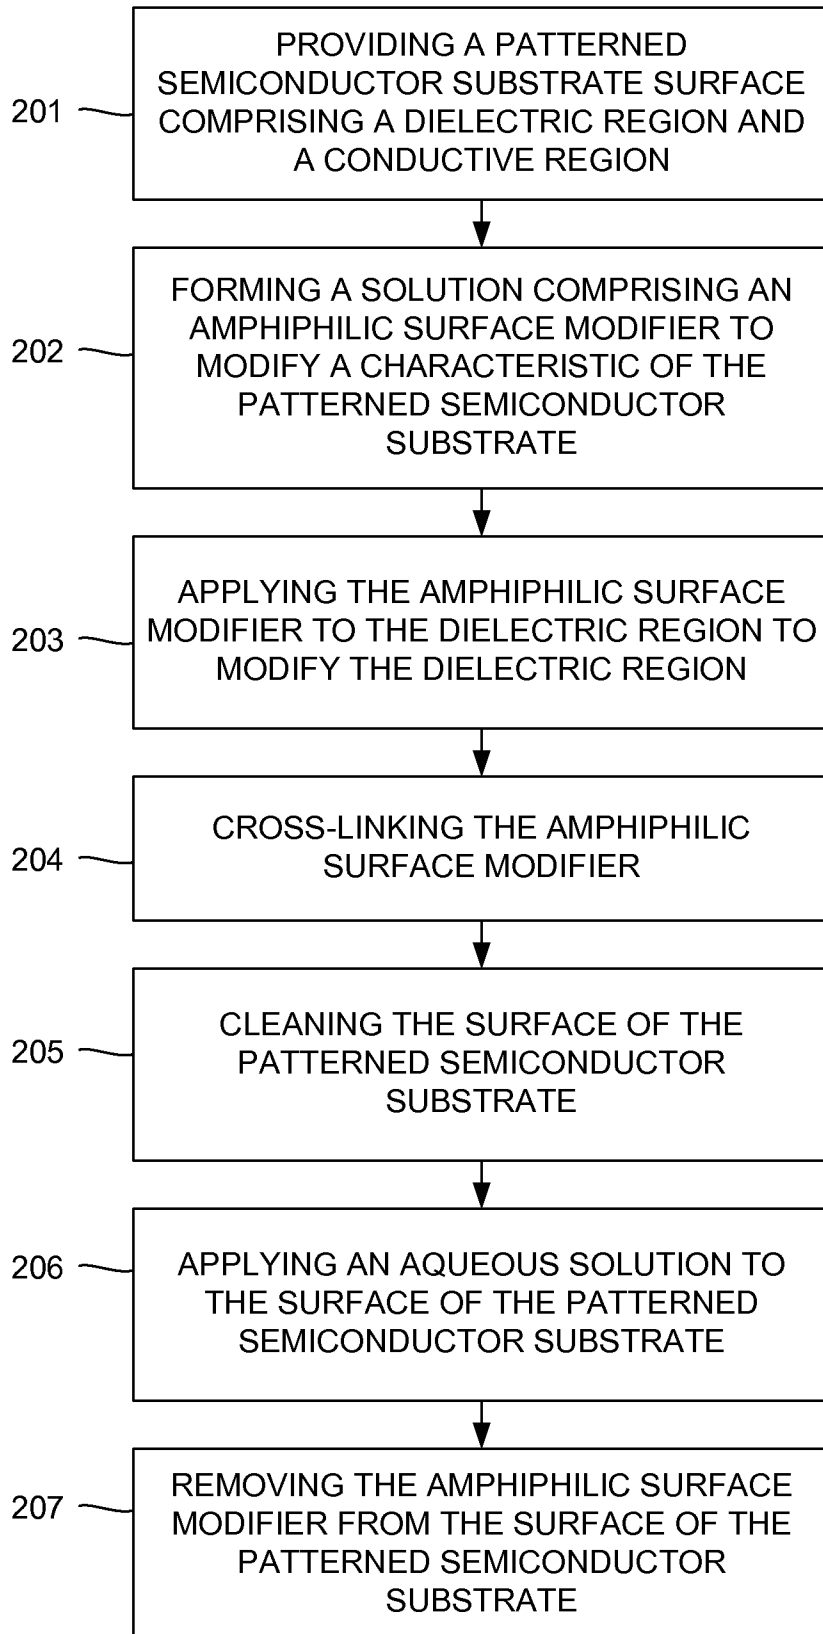 201
PROVIDING A PATTERNED
SEMICONDUCTOR SUBSTRATE SURFACE
COMPRISING A DIELECTRIC REGION AND
A CONDUCTIVE REGION
202
FORMING A SOLUTION COMPRISING AN
AMPHIPHILIC SURFACE MODIFIER TO
MODIFY A CHARACTERISTIC OF THE
PATTERNED SEMICONDUCTOR
SUBSTRATE
203
APPLYING THE AMPHIPHILIC SURFACE
MODIFIER TO THE DIELECTRIC REGION TO
MODIFY THE DIELECTRIC REGION
204
CROSS-LINKING THE AMPHIPHILIC
SURFACE MODIFIER
205
CLEANING THE SURFACE OF THE
PATTERNED SEMICONDUCTOR
SUBSTRATE
206
APPLYING AN AQUEOUS SOLUTION TO
THE SURFACE OF THE PATTERNED
SEMICONDUCTOR SUBSTRATE
207
REMOVING THE AMPHIPHILIC SURFACE
MODIFIER FROM THE SURFACE OF THE
PATTERNED SEMICONDUCTOR
SUBSTRATE